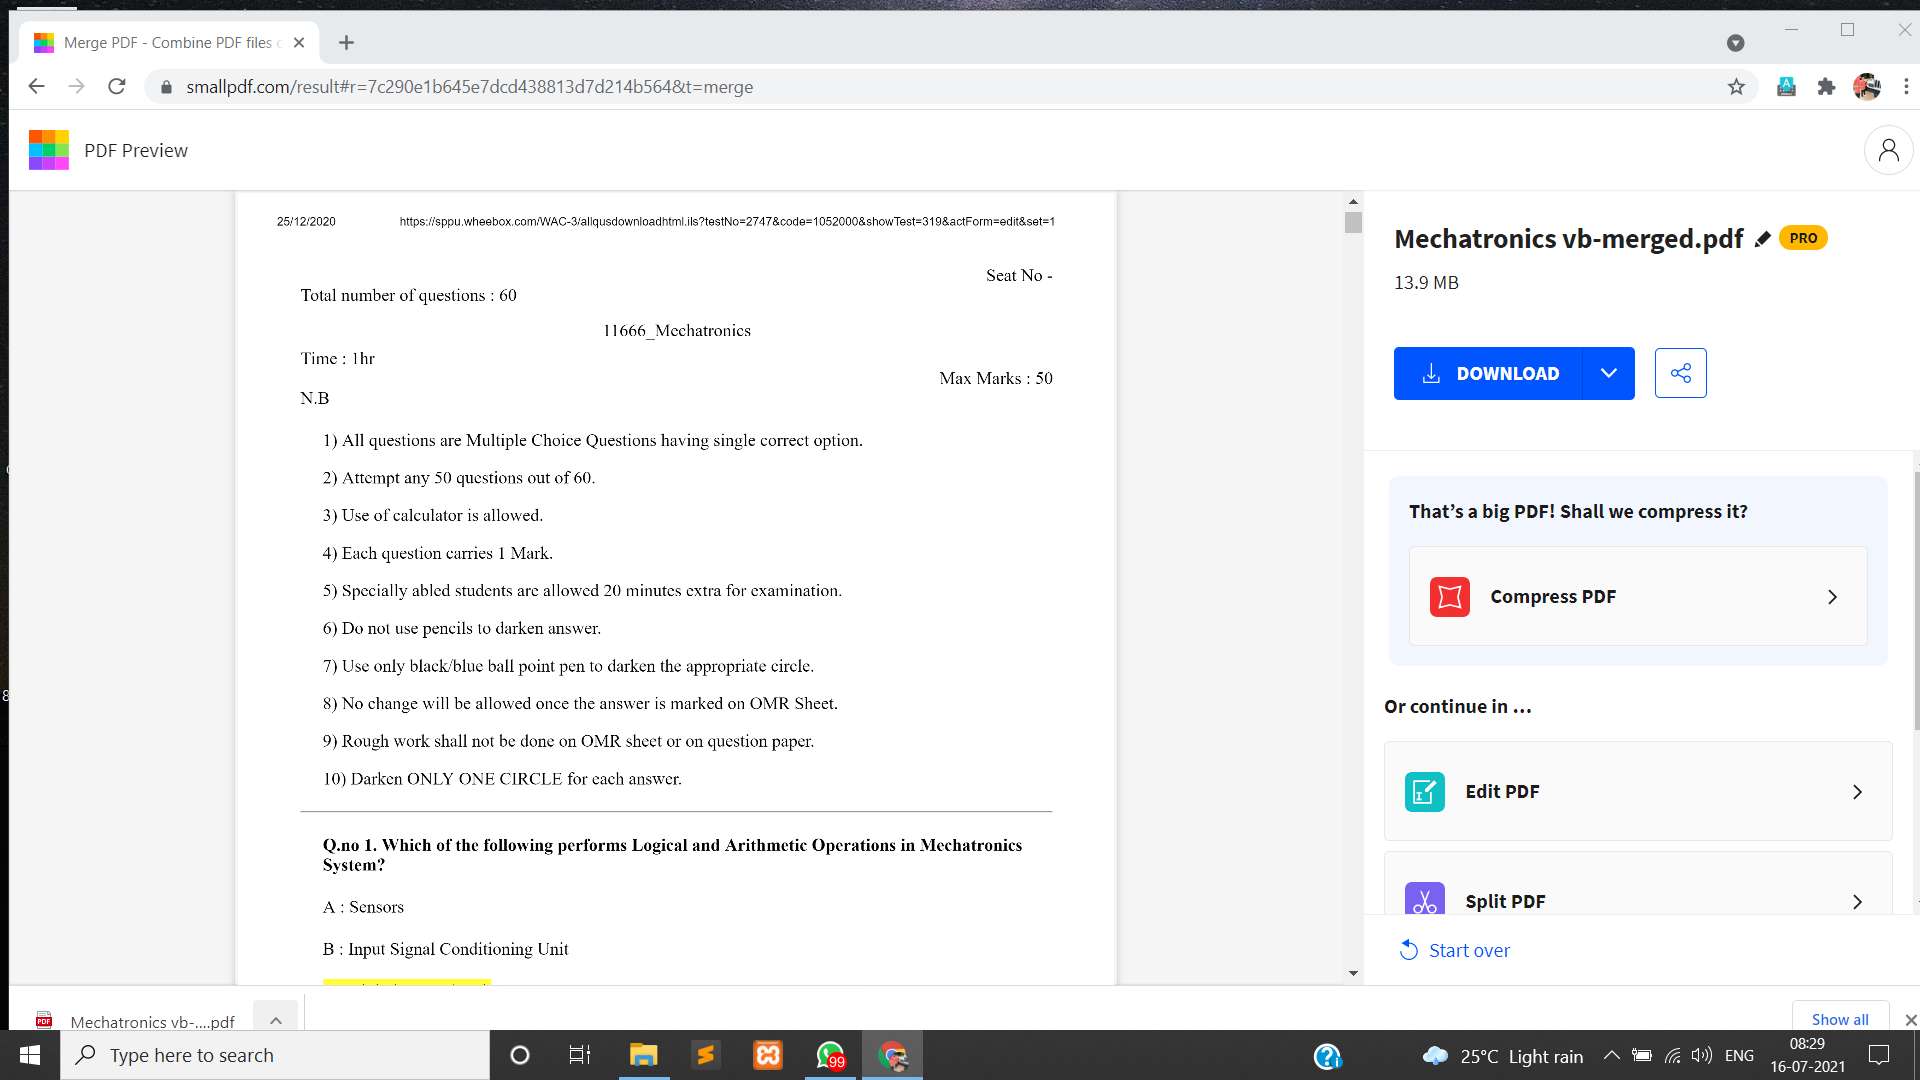 Merge PDF - Combine PDF files
smallpdf.com/result#r=7c290e1b645e7dcd438813d7d214b564&t=merge
PDF Preview
25/12/2020 https://sppu.wheebox.com/WAC-3/allqusdownloadhtml.ils?testNo=2747&code=1052000&showTest=319&actForm=edit&set=1
Seat No -
Total number of questions : 60
11666_Mechatronics
Time : 1hr
Max Marks : 50
N.B
1) All questions are Multiple Choice Questions having single correct option.
2) Attempt any 50 questions out of 60.
3) Use of calculator is allowed.
4) Each question carries 1 Mark.
5) Specially abled students are allowed 20 minutes extra for examination.
6) Do not use pencils to darken answer.
7) Use only black/blue ball point pen to darken the appropriate circle.
8) No change will be allowed once the answer is marked on OMR Sheet.
9) Rough work shall not be done on OMR sheet or on question paper.
10) Darken ONLY ONE CIRCLE for each answer.
Q.no 1. Which of the following performs Logical and Arithmetic Operations in Mechatronics
System?
A : Sensors
B : Input Signal Conditioning Unit
Mechatronics vb-merged.pdf PRO
13.9 MB
DOWNLOAD
That's a big PDF! Shall we compress it?
Compress PDF
Or continue in ...
Edit PDF
Split PDF
Start over
PDF Mechatronics vb-....pdf
Show all
Type here to search
99
25°C Light rain
ENG
08:29
16-07-2021